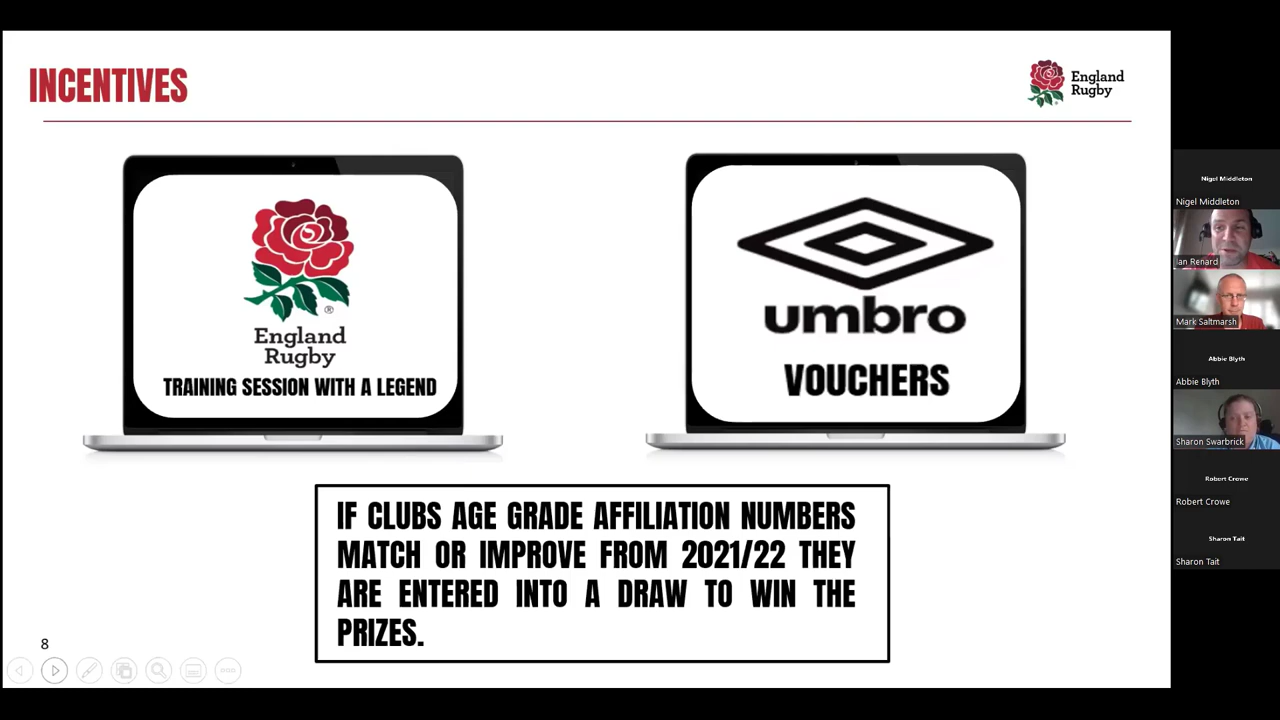 INCENTIVES
England
Rugby
England
Rugby
TRAINING SESSION WITH A LEGEND
umbro
VOUCHERS
IF CLUBS AGE GRADE AFFILIATION NUMBERS
MATCH OR IMPROVE FROM 2021/22 THEY
ARE ENTERED INTO A DRAW TO WIN THE
PRIZES.
8
Nigel Middleton
Nigel Middleton
Ian Renard
Mark Saltmarsh
Abbie Blyth
Abbie Blyth
Sharon Swarbrick
Robert Crowe
Robert Crowe
Sharon Tait
Sharon Tait